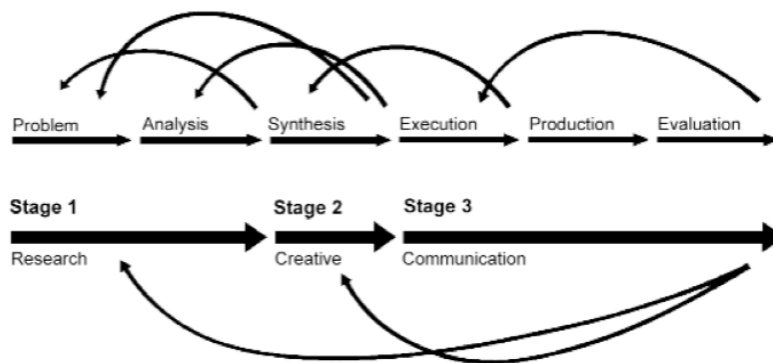 Problem Analysis Synthesis Execution Production Evaluation
Stage 1 Stage 2 Stage 3
Research Creative Communication